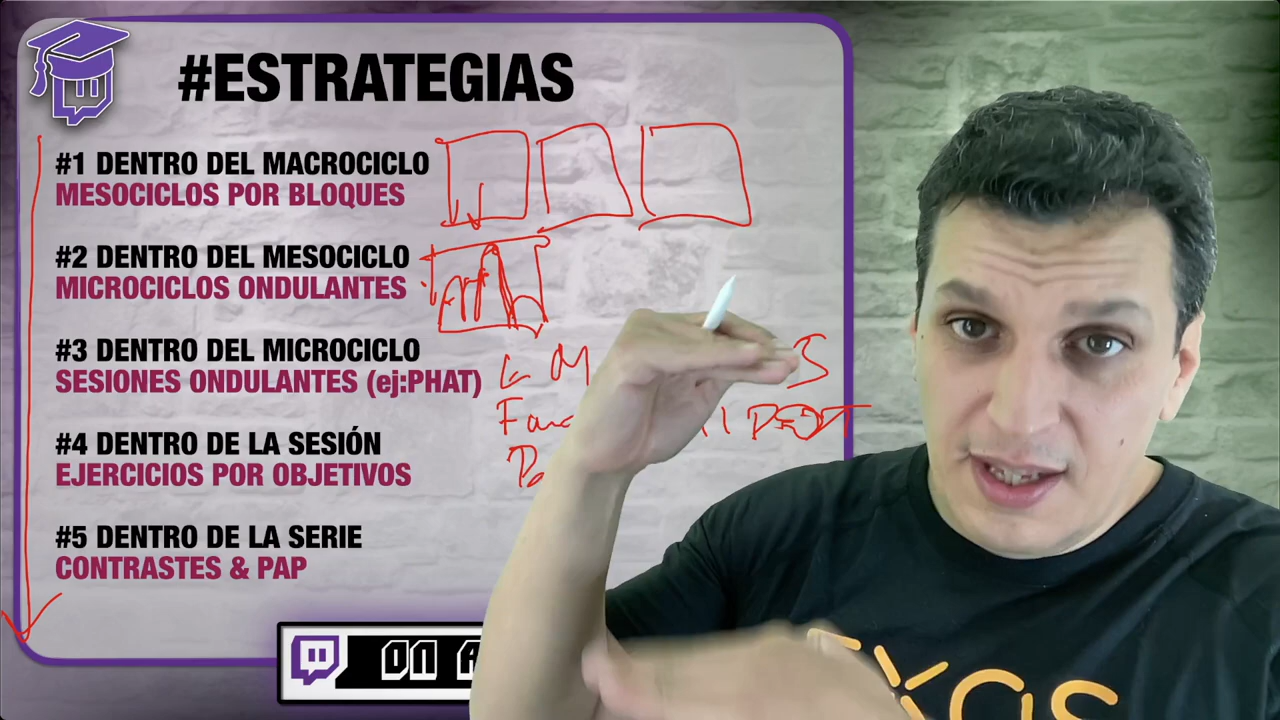 #ESTRATEGIAS
#1 DENTRO DEL MACROCICLO
MESOCICLOS POR BLOQUES
#2 DENTRO DEL MESOCICLO
MICROCICLOS ONDULANTES
#3 DENTRO DEL MICROCICLO
SESIONES ONDULANTES (ej:PHAT)
L M S
#4 DENTRO DE LA SESIÓN
EJERCICIOS POR OBJETIVOS
#5 DENTRO DE LA SERIE
CONTRASTES & PAP
ON A